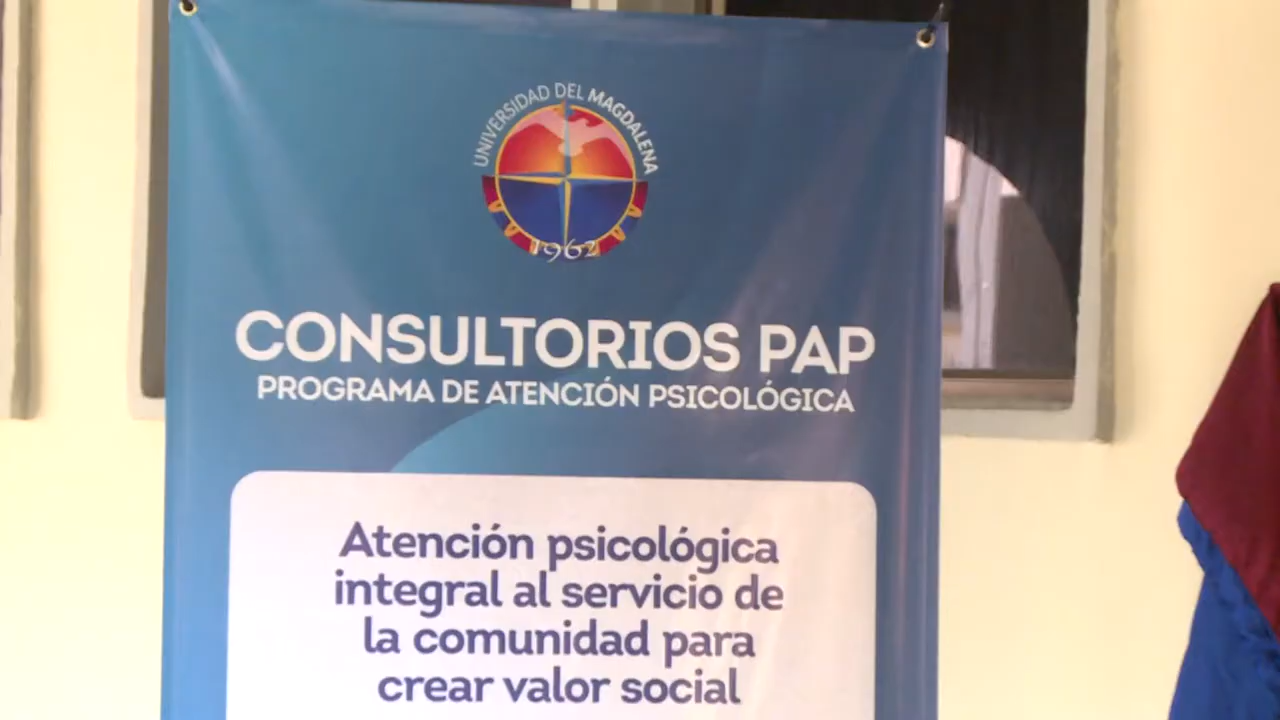 UNIVERSIDAD DEL MAGDALENA
1962
CONSULTORIOS PAP
PROGRAMA DE ATENCIÓN PSICOLÓGICA
Atención psicológica
integral al servicio de
la comunidad para
crear valor social